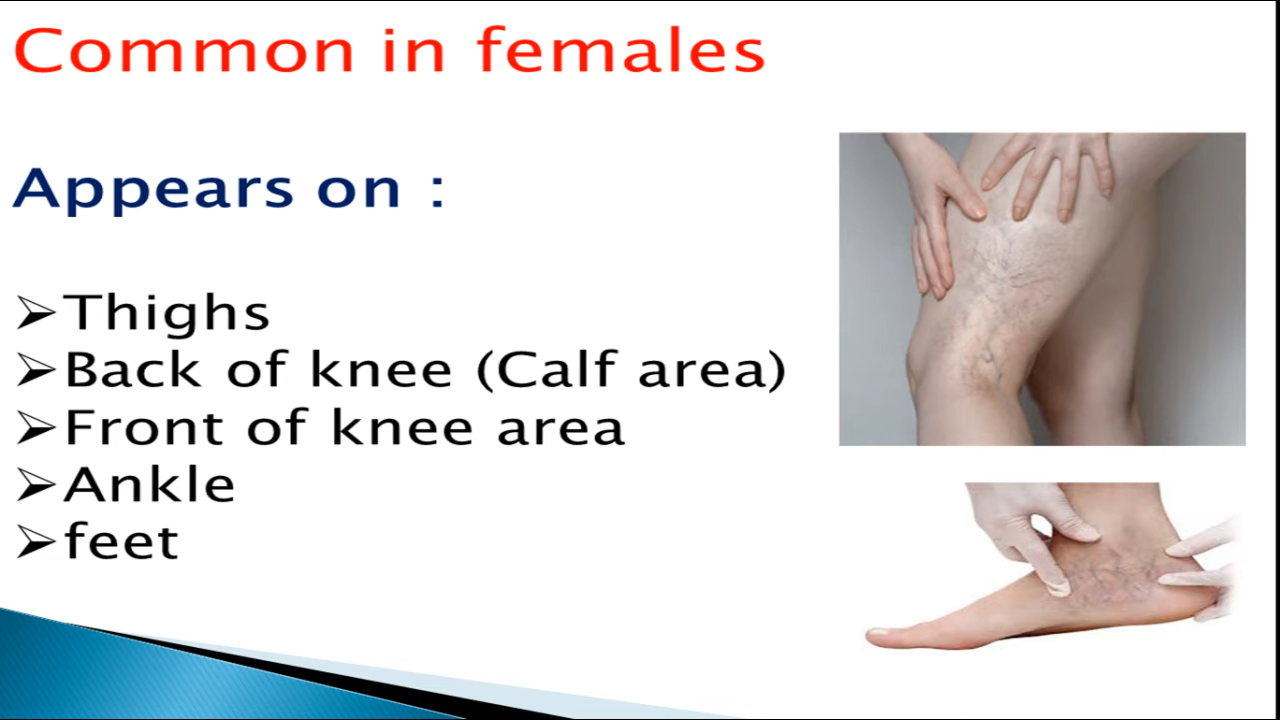 Common in females
Appears on :
➢Thighs
➢Back of knee (Calf area)
➢Front of knee area
➢Ankle
➢feet